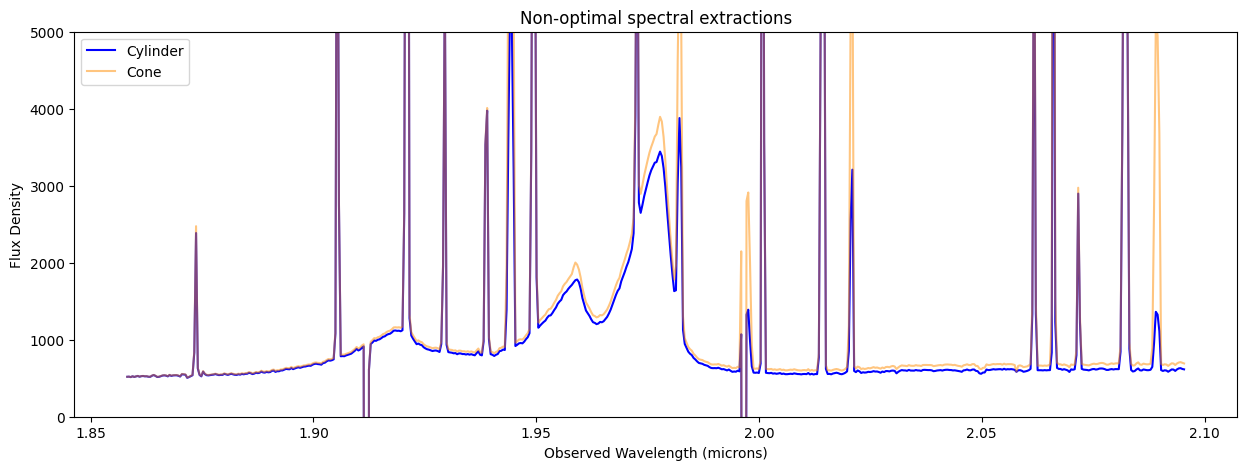 Non-optimal spectral extractions
Cylinder
Cone
Flux Density
5000
4000
3000
2000
1000
0
1.85
1.90
1.95
2.00
2.05
2.10
Observed Wavelength (microns)